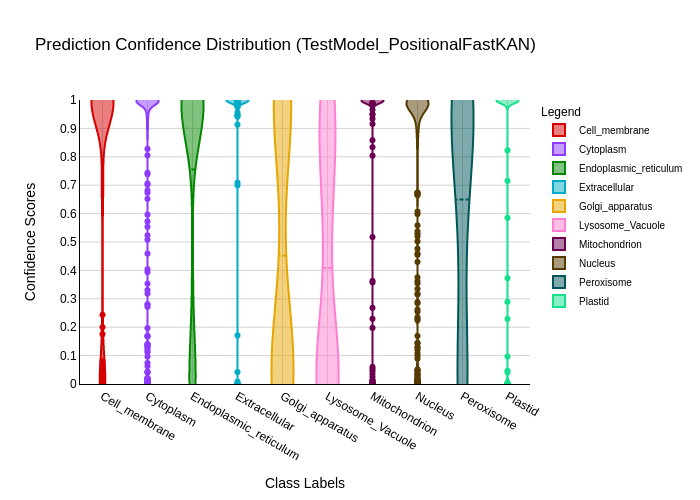 Prediction Confidence Distribution (TestModel_PositionalFastKAN)
Confidence Scores
1
0.9
0.8
0.7
0.6
0.5
0.4
0.3
0.2
0.1
0
Cell_membrane
Cytoplasm
Endoplasmic_reticulum
Extracellular
Golgi_apparatus
Lysosome_Vacuole
Mitochondrion
Nucleus
Peroxisome
Plastid
Class Labels
Legend
Cell_membrane
Cytoplasm
Endoplasmic_reticulum
Extracellular
Golgi_apparatus
Lysosome_Vacuole
Mitochondrion
Nucleus
Peroxisome
Plastid